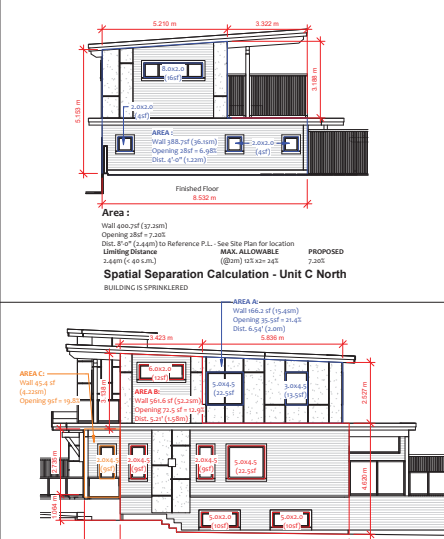 5.210 m
3.322 m
8.0x2.0
(16sf)
3.188 m
5.153 m
2.0x2.0
(4sf)
AREA :
Wall 388.7sf (36.1sm)
Opening 28sf = 6.98%
Dist. 4'-0" (1.22m)
2.0x2.0
(4sf)
Finished Floor
8.532 m
Area :
Wall 400.7sf (37.2sm)
Opening 28sf = 7.20%
Dist. 8'-0" (2.44m) to Reference P.L. - See Site Plan for location
Limiting Distance MAX. ALLOWABLE PROPOSED
2.44m (< 40 s.m.) (@2m) 12% x2= 24% 7.20%
Spatial Separation Calculation - Unit C North
BUILDING IS SPRINKLERED
AREA A:
Wall 166.2 sf (15.4sm)
Opening 35.5sf = 21.4%
Dist. 6.54' (2.0m)
3.423 m
5.836 m
6.0x2.0
(12sf)
AREA C:
Wall 45.4 sf
(4.22sm)
Opening 9sf = 19.8%
3.138 m
AREA B:
Wall 561.6 sf (52.2sm)
Opening 72.5 sf = 12.9%
Dist. 5.21' (1.58m)
5.0x4.5
(22.5sf
3.0x4.5
(13.5sf)
2.527 m
2.0x4.5
(9sf)
2.0x4.5
(9sf)
2.0x4.5
(9sf)
5.0x4.5
(22.5sf
4.620 m
1.064 m
5.0x2.0
(10sf)
5.0x2.0
(10sf)